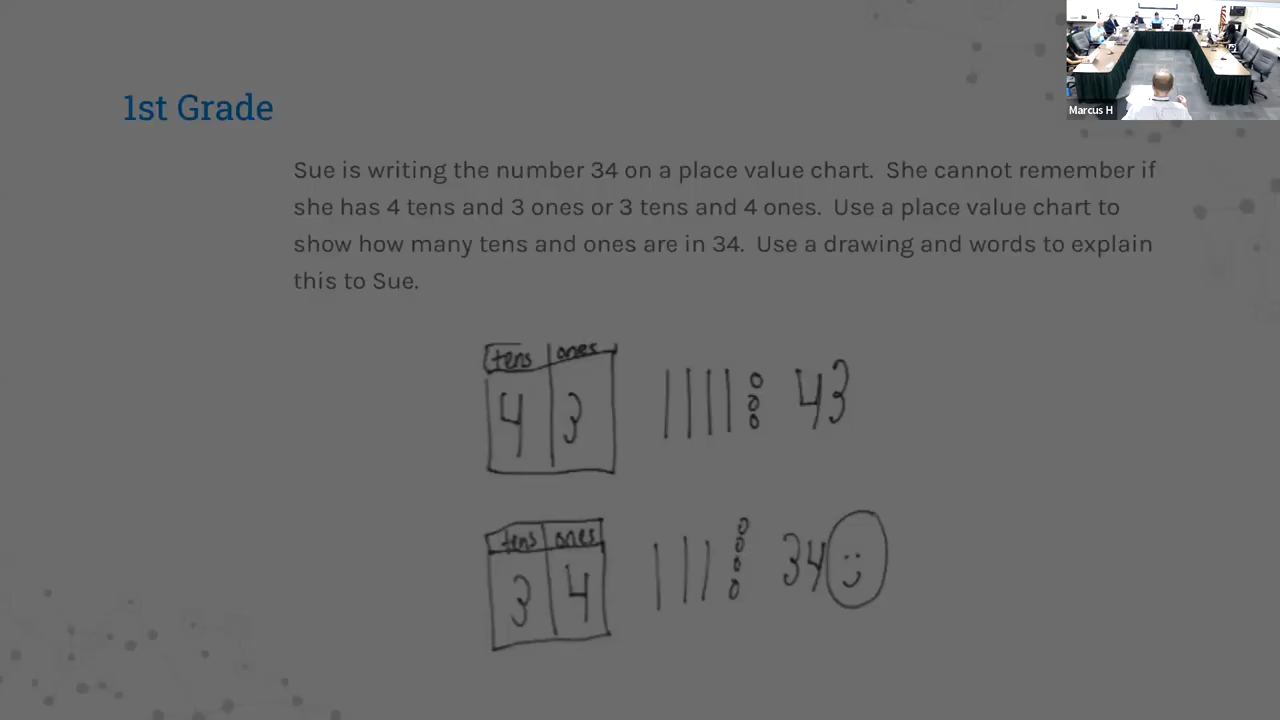 Marcus H
1st Grade
Sue is writing the number 34 on a place value chart. She cannot remember if
she has 4 tens and 3 ones or 3 tens and 4 ones. Use a place value chart to
show how many tens and ones are in 34. Use a drawing and words to explain
this to Sue.
tens ones
4 3 43
tens ones
3 4 34